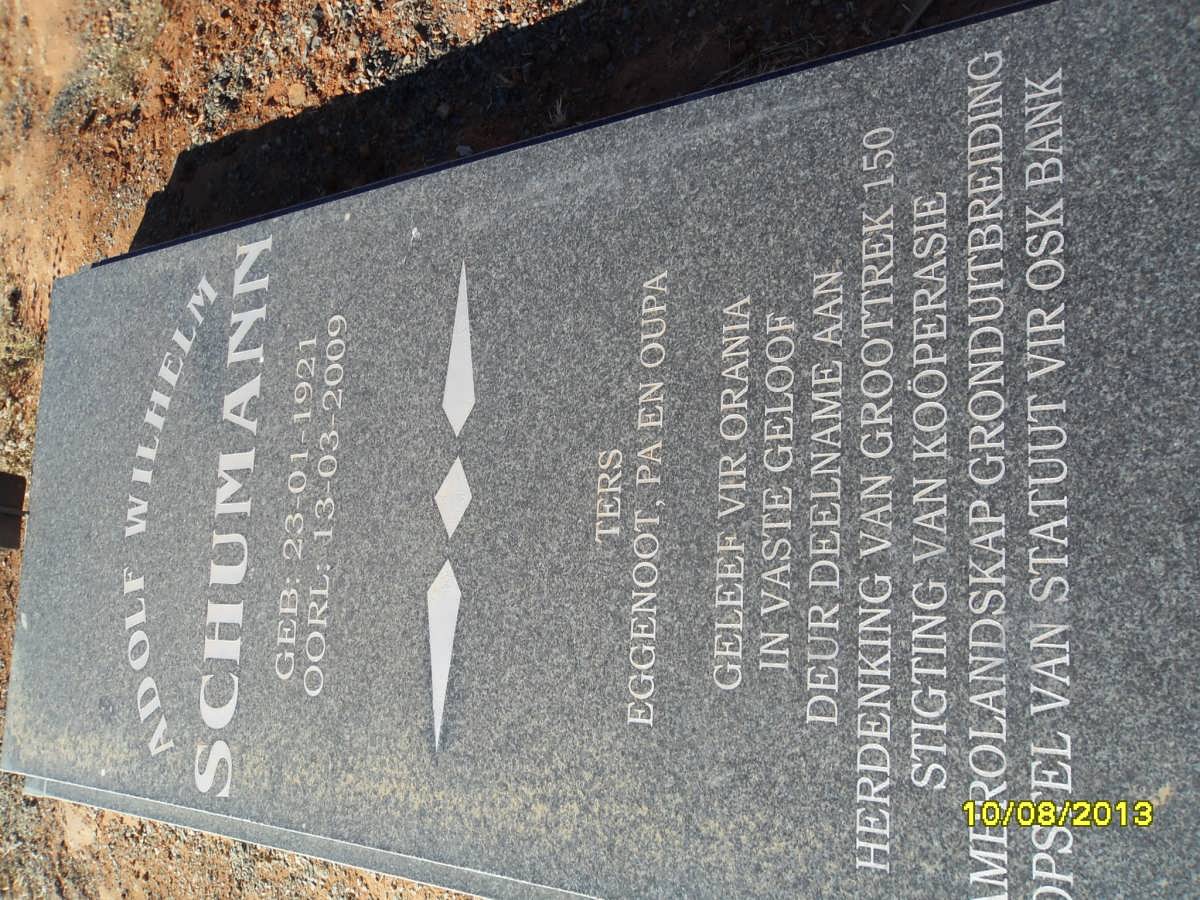 ADOLF WILHELM
SCHUMANN
GEB: 23-01-1921
OORL: 13-03-2009
TERS
EGGENOOT, PA EN OUPA
GELEEF VIR ORANIA
IN VASTE GELOOF
DEUR DEELNAME AAN
HERDENKING VAN GROOTTREK 150
STIGTING VAN KOÖPERASIE
AMEROLANDSKAP GRONDUITBREIDING
OPSTEL VAN STATUUT VIR OSK BANK
10/08/2013